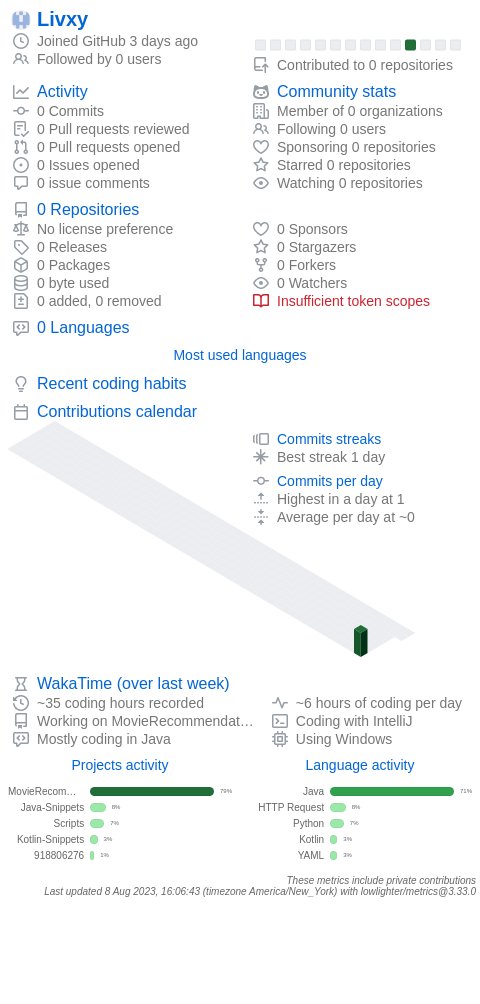 Livxy
Joined GitHub 3 days ago
Followed by 0 users
Contributed to 0 repositories
Activity
0 Commits
0 Pull requests reviewed
0 Pull requests opened
0 Issues opened
0 issue comments
Community stats
Member of 0 organizations
Following 0 users
Sponsoring 0 repositories
Starred 0 repositories
Watching 0 repositories
0 Repositories
No license preference
0 Releases
0 Packages
0 byte used
0 added, 0 removed
0 Sponsors
0 Stargazers
0 Forkers
0 Watchers
Insufficient token scopes
0 Languages
Most used languages
Recent coding habits
Contributions calendar
Commits streaks
Best streak 1 day
Commits per day
Highest in a day at 1
Average per day at ~0
WakaTime (over last week)
~35 coding hours recorded
Working on MovieRecommendat…
Mostly coding in Java
~6 hours of coding per day
Coding with IntelliJ
Using Windows
Projects activity
MovieRecom… 79%
Java-Snippets 8%
Scripts 7%
Kotlin-Snippets 3%
918806276 1%
Language activity
Java 71%
HTTP Request 8%
Python 7%
Kotlin 3%
YAML 3%
These metrics include private contributions
Last updated 8 Aug 2023, 16:06:43 (timezone America/New_York) with lowlighter/metrics@3.33.0